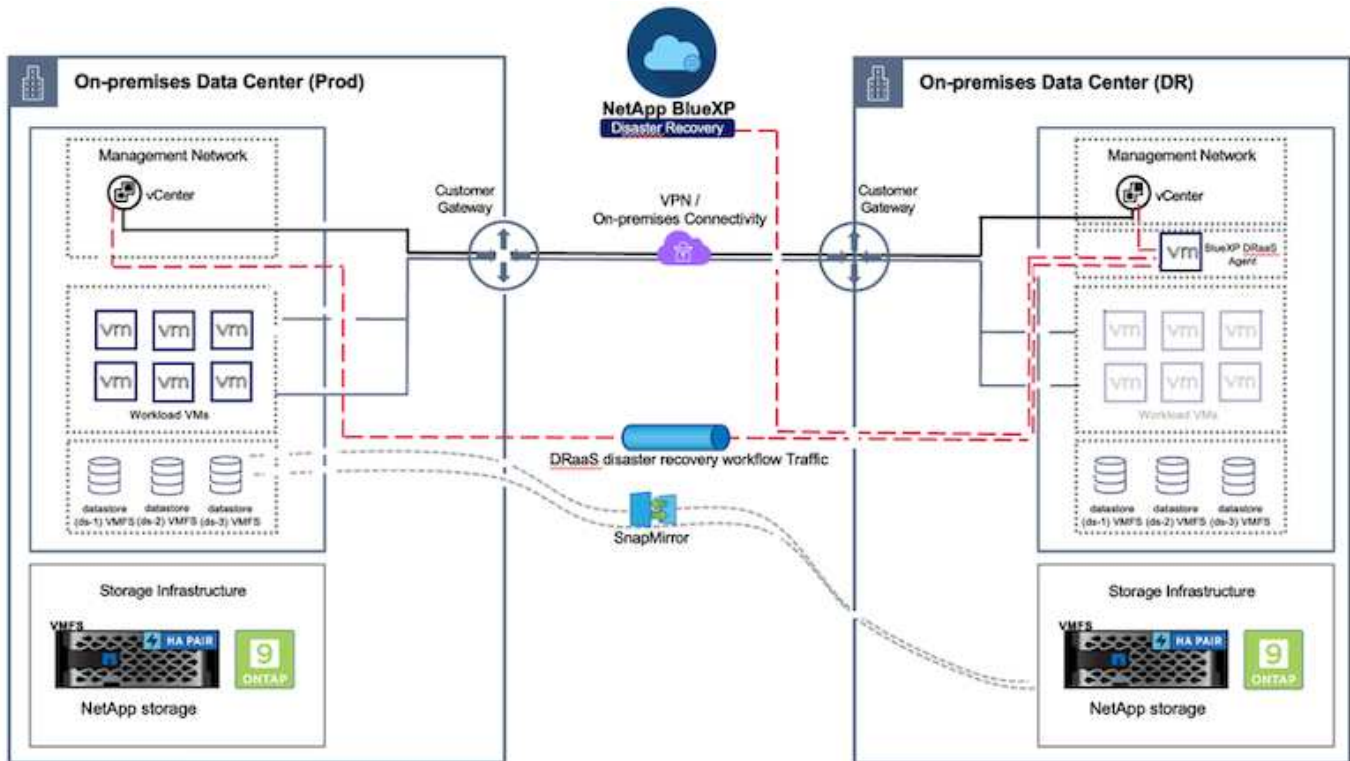 NetApp BlueXP
Disaster Recovery
On-premises Data Center (Prod)
Management Network
vCenter
vm vm vm
vm vm vm
Workload VMs
datastore datastore datastore
(ds-1) VMFS (ds-2) VMFS (ds-3) VMFS
Storage Infrastructure
VMFS
HA PAIR
9
ONTAP
NetApp storage
Customer
Gateway
VPN /
On-premises Connectivity
DRaaS disaster recovery workflow Traffic
SnapMirror
Customer
Gateway
On-premises Data Center (DR)
Management Network
vCenter
vm
BlueXP DRaaS
Agent
vm vm vm
vm vm vm
Workload VMs
datastore datastore datastore
(ds-1) VMFS (ds-2) VMFS (ds-3) VMFS
Storage Infrastructure
VMFS
HA PAIR
9
ONTAP
NetApp storage